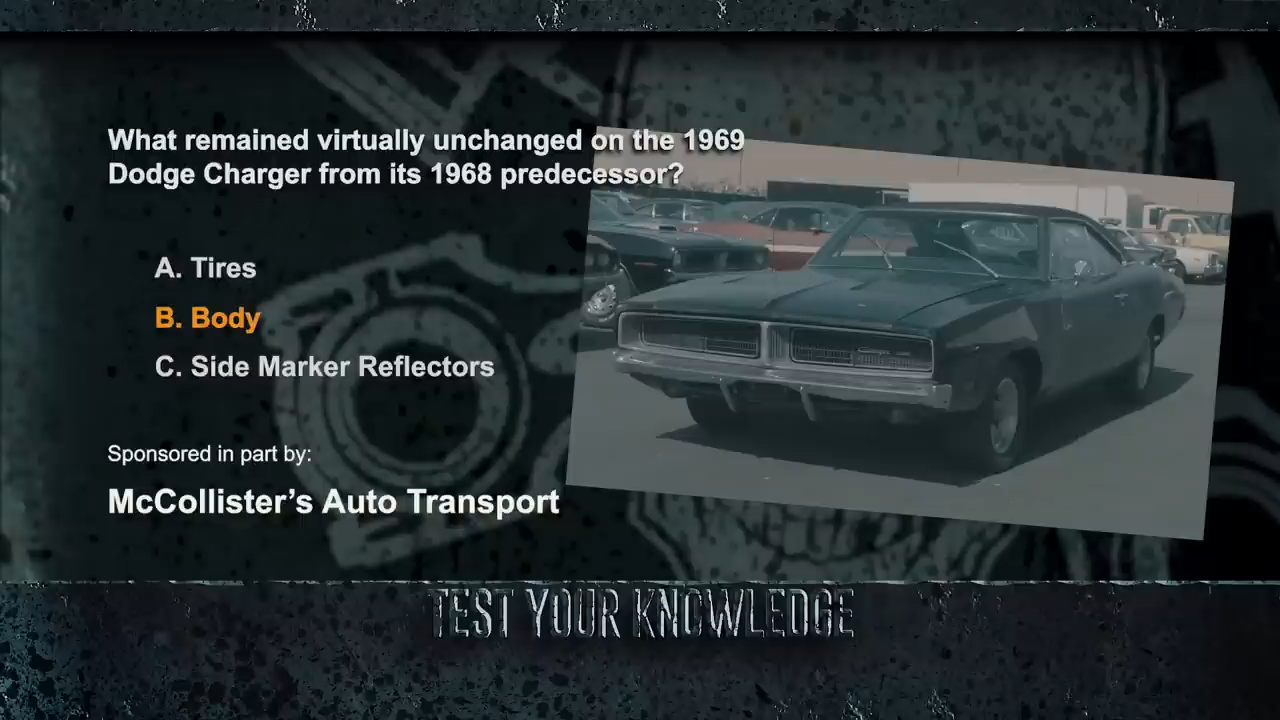 What remained virtually unchanged on the 1969
Dodge Charger from its 1968 predecessor?
A. Tires
B. Body
C. Side Marker Reflectors
Sponsored in part by:
McCollister’s Auto Transport
TEST YOUR KNOWLEDGE